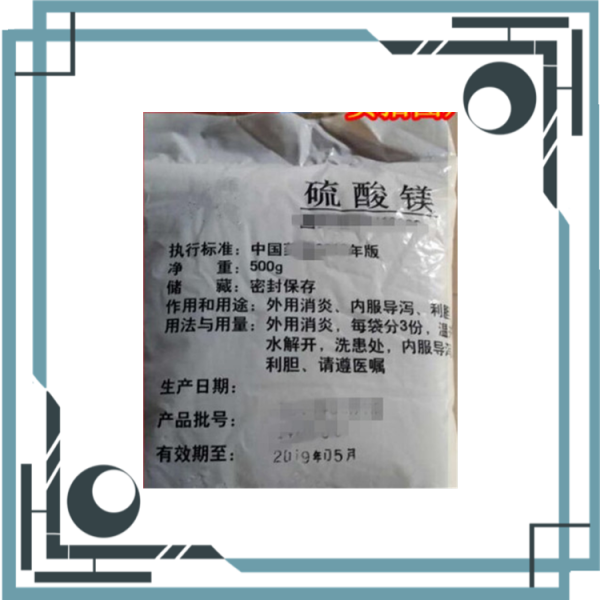 硫酸镁
执行标准：中国 年版
净 重：500g
储 藏：密封保存
作用和用途：外用消炎、内服导泻、利胆
用法与用量：外用消炎，每袋分3份，温
水解开，洗患处，内服导泻
利胆、请遵医嘱
生产日期：
产品批号：
有效期至：2019年05月